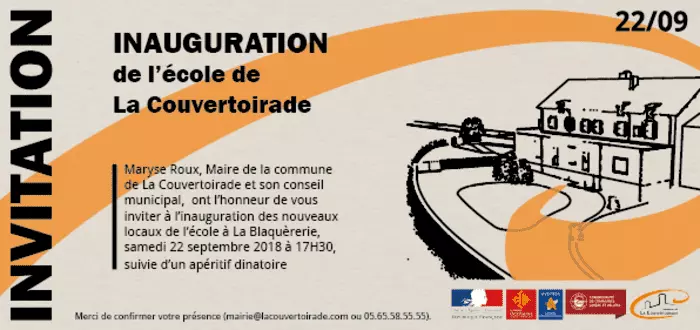 INVITATION
22/09
INAUGURATION
de l'école de
La Couvertoirade
Maryse Roux, Maire de la commune
de La Couvertoirade et son conseil
municipal, ont l'honneur de vous
inviter à l'inauguration des nouveaux
locaux de l'école à La Blaquèrerie,
samedi 22 septembre 2018 à 17H30,
suivie d'un apéritif dinatoire
Merci de confirmer votre présence (mairie@lacouvertoirade.com ou 05.65.58.55.55).